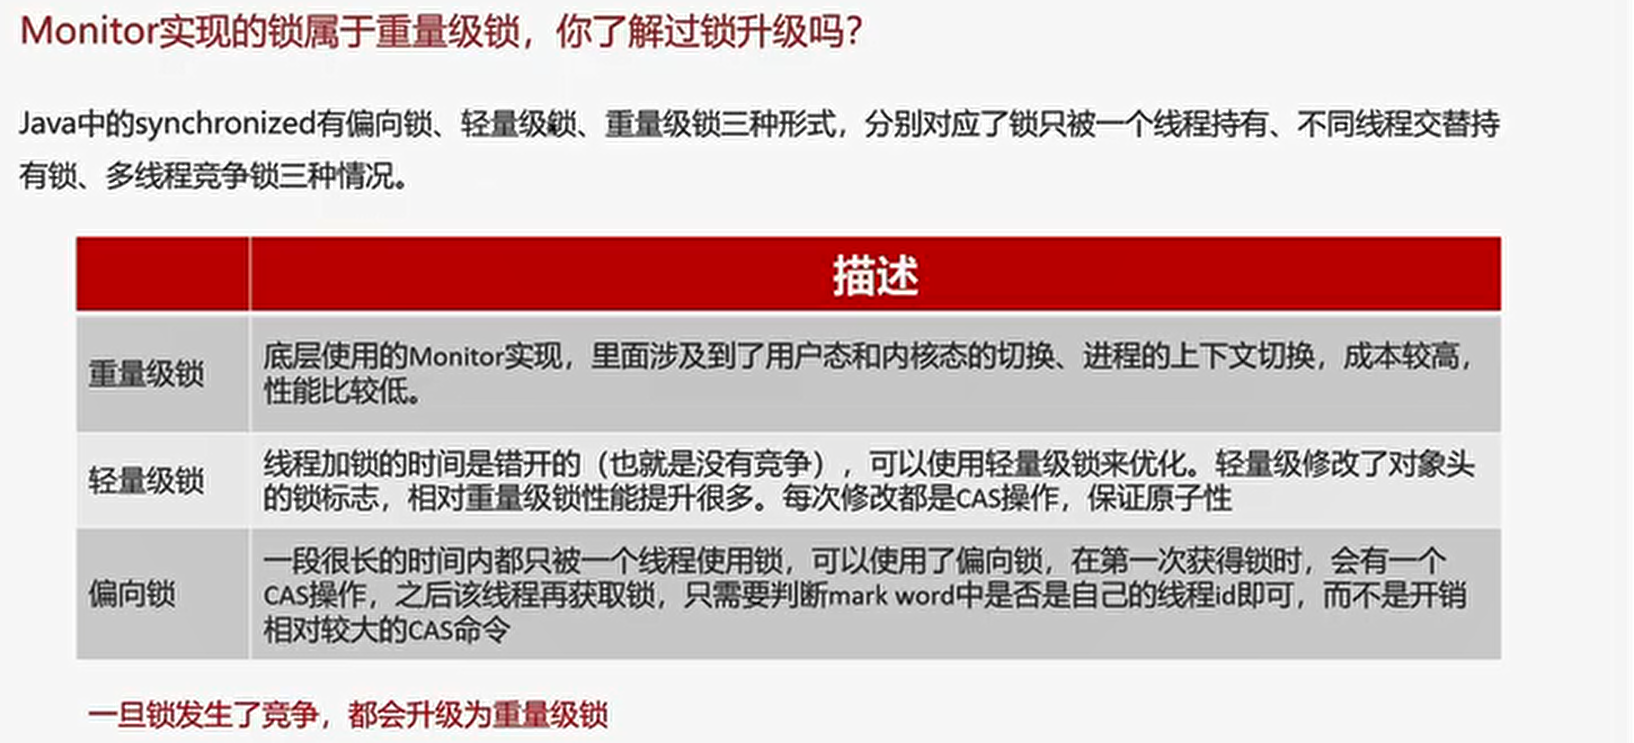 Monitor实现的锁属于重量级锁，你了解过锁升级吗？
Java中的synchronized有偏向锁、轻量级锁、重量级锁三种形式，分别对应了锁只被一个线程持有、不同线程交替持
有锁、多线程竞争锁三种情况。
描述
重量级锁
底层使用的Monitor实现，里面涉及到了用户态和内核态的切换、进程的上下文切换，成本较高，
性能比较低。
轻量级锁
线程加锁的时间是错开的（也就是没有竞争），可以使用轻量级锁来优化。轻量级修改了对象头
的锁标志，相对重量级锁性能提升很多。每次修改都是CAS操作，保证原子性
偏向锁
一段很长的时间内都只被一个线程使用锁，可以使用了偏向锁，在第一次获得锁时，会有一个
CAS操作，之后该线程再获取锁，只需要判断mark word中是否是自己的线程id即可，而不是开销
相对较大的CAS命令
一旦锁发生了竞争，都会升级为重量级锁